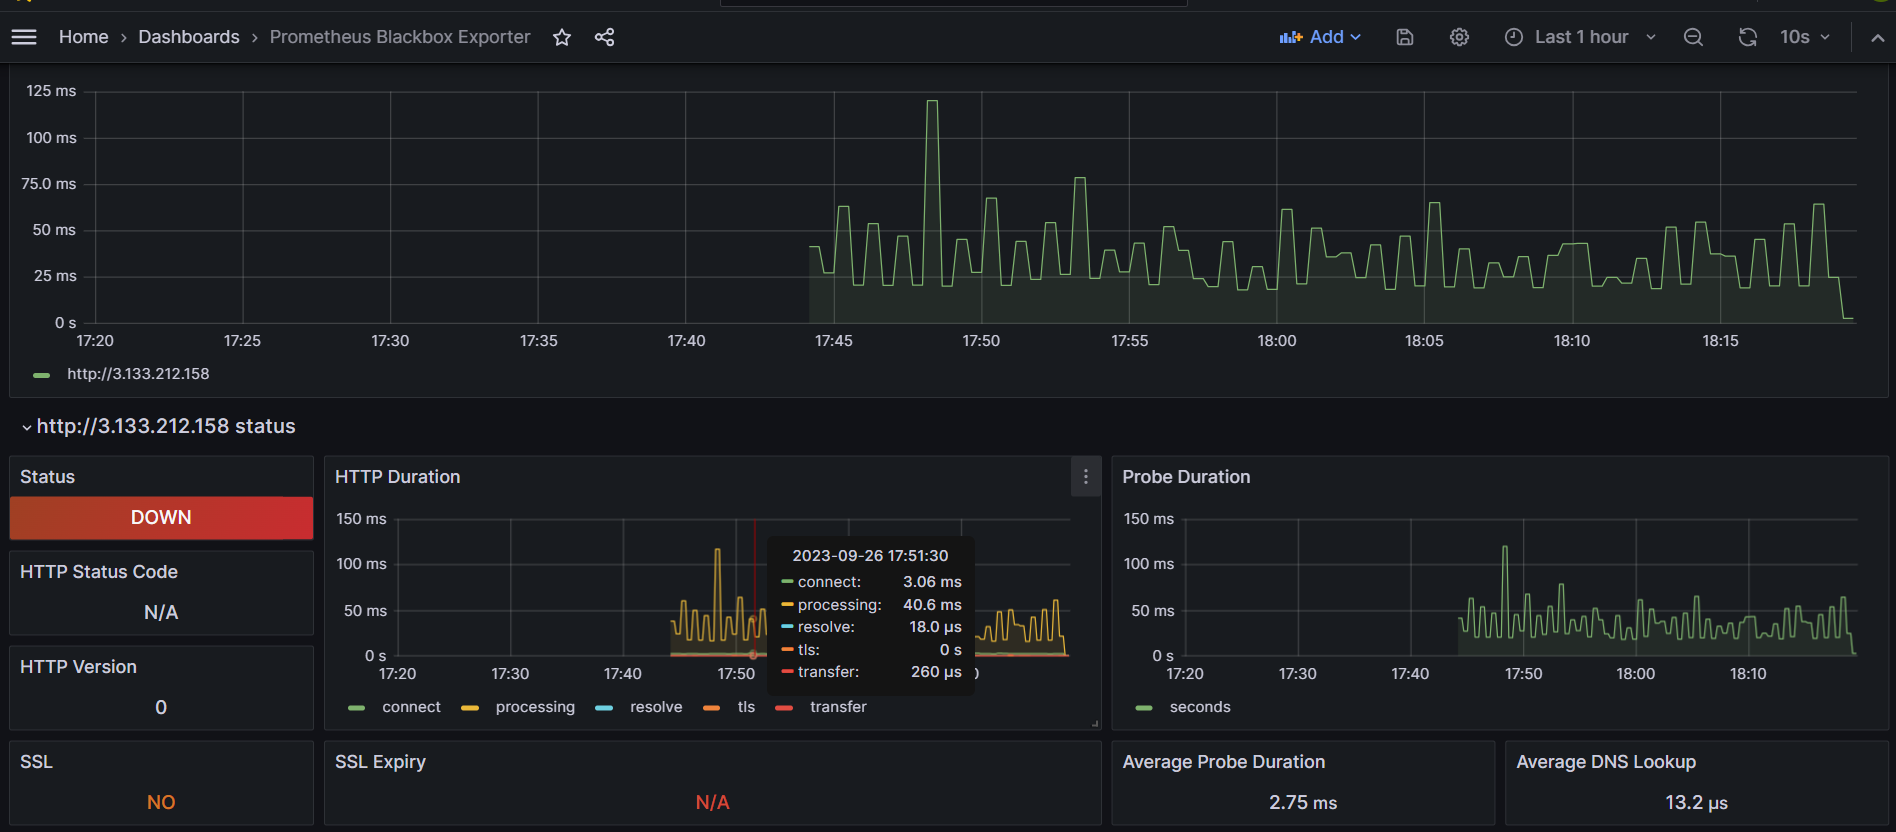 Home › Dashboards › Prometheus Blackbox Exporter
Add
Last 1 hour
10s
125 ms
100 ms
75.0 ms
50 ms
25 ms
0 s
17:20 17:25 17:30 17:35 17:40 17:45 17:50 17:55 18:00 18:05 18:10 18:15
http://3.133.212.158
http://3.133.212.158 status
Status
DOWN
HTTP Status Code
N/A
HTTP Version
0
HTTP Duration
150 ms
100 ms
50 ms
0 s
17:20 17:30 17:40 17:50
2023-09-26 17:51:30
connect: 3.06 ms
processing: 40.6 ms
resolve: 18.0 µs
tls: 0 s
transfer: 260 µs
connect processing resolve tls transfer
Probe Duration
150 ms
100 ms
50 ms
0 s
17:20 17:30 17:40 17:50 18:00 18:10
seconds
SSL
NO
SSL Expiry
N/A
Average Probe Duration
2.75 ms
Average DNS Lookup
13.2 µs